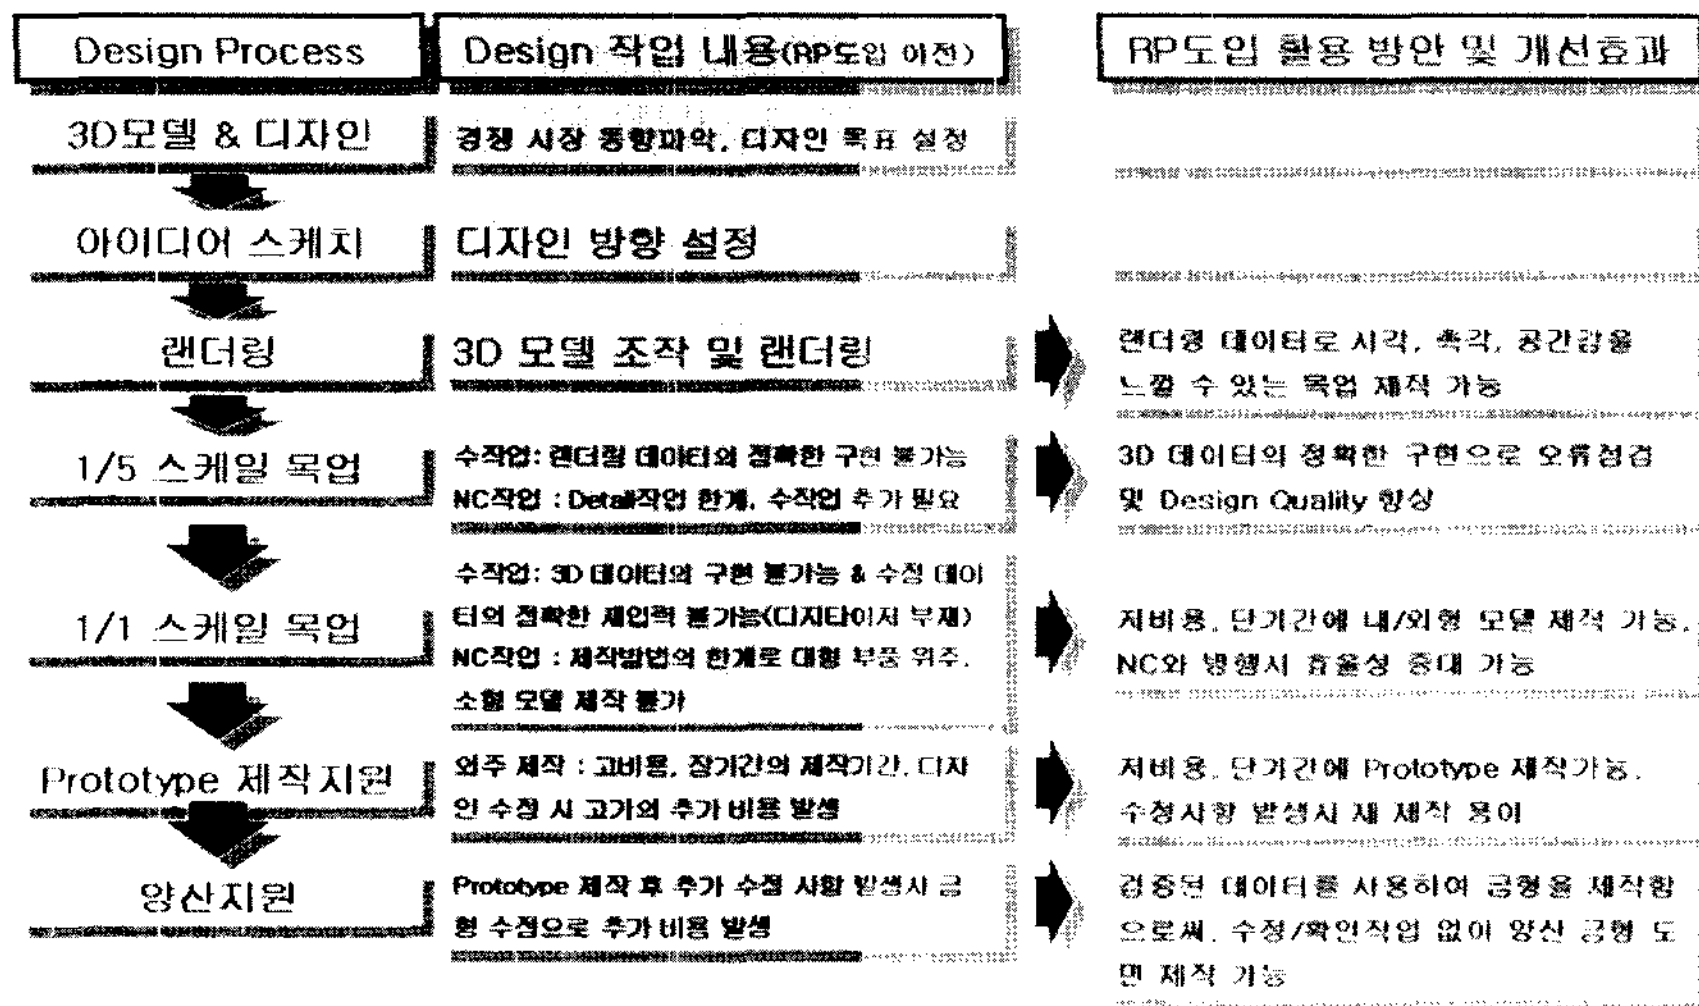 Design Process
Design 작업 내용(RP도입 이전)
RP도입 활용 방안 및 개선효과
3D모델 & 디자인
경쟁 시장 동향파악, 디자인 목표 설정
아이디어 스케치
디자인 방향 설정
랜더링
3D 모델 조작 및 랜더링
랜더링 데이터로 시각, 촉각, 공간감을
느낄 수 있는 목업 제작 가능
1/5 스케일 목업
수작업: 랜더링 데이터의 정확한 구현 불가능
NC작업 : Detail작업 한계, 수작업 추가 필요
3D 데이터의 정확한 구현으로 오류점검
및 Design Quality 향상
1/1 스케일 목업
수작업: 3D 데이터의 구현 불가능 & 수정 데이
터의 정확한 재입력 불가능(디지타이저 부재)
NC작업 : 제작방법의 한계로 대형 부품 위주,
소형 모델 제작 불가
저비용, 단기간에 내/외형 모델 제작 가능,
NC와 병행시 효율성 증대 가능
Prototype 제작지원
외주 제작 : 고비용, 장기간의 제작기간, 디자
인 수정 시 고가의 추가 비용 발생
저비용, 단기간에 Prototype 제작가능,
수정사항 발생시 재 제작 용이
양산지원
Prototype 제작 후 추가 수정 사항 발생시 금
형 수정으로 추가 비용 발생
검증된 데이터를 사용하여 금형을 제작함
으로써, 수정/확인작업 없이 양산 금형 도
면 제작 가능